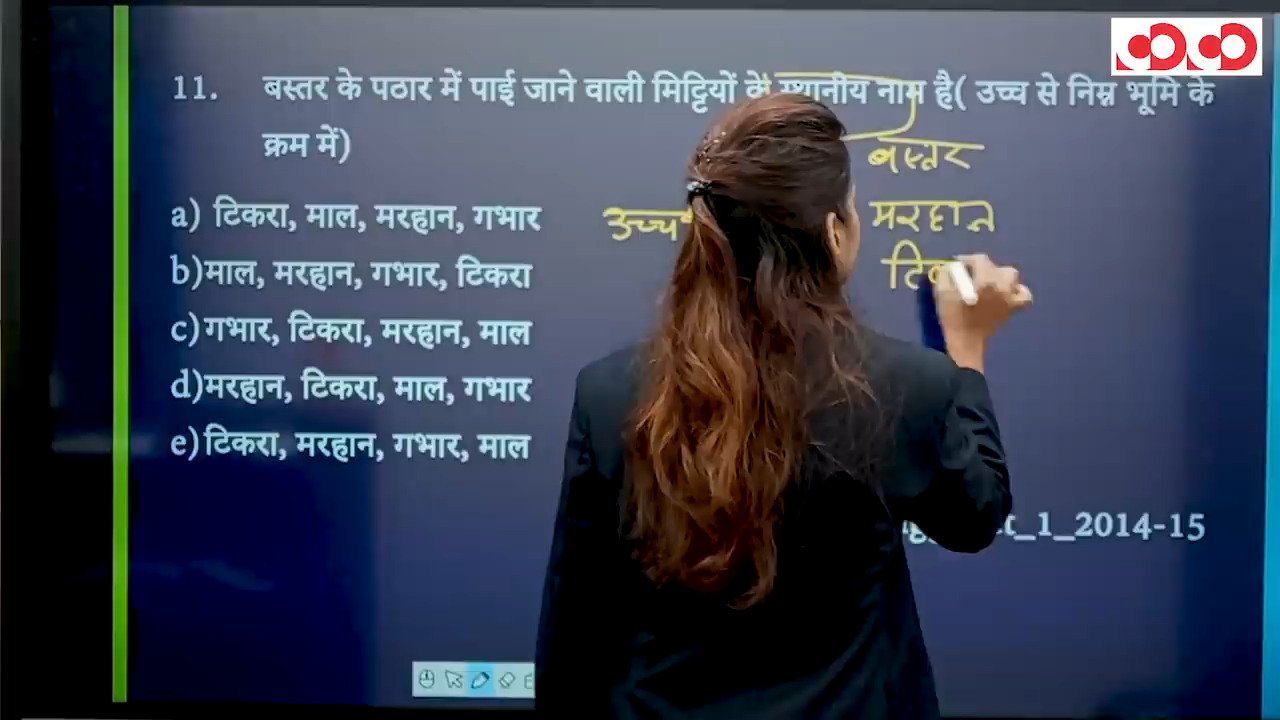 11. बस्तर के पठार में पाई जाने वाली मिट्टियों के स्थानीय नाम है( उच्च से निम्न भूमि के
क्रम में)
बस्तर
a) टिकरा, माल, मरहान, गभार
उच्च
मरहान
b)माल, मरहान, गभार, टिकरा
c)गभार, टिकरा, मरहान, माल
d)मरहान, टिकरा, माल, गभार
e)टिकरा, मरहान, गभार, माल
_1_2014-15